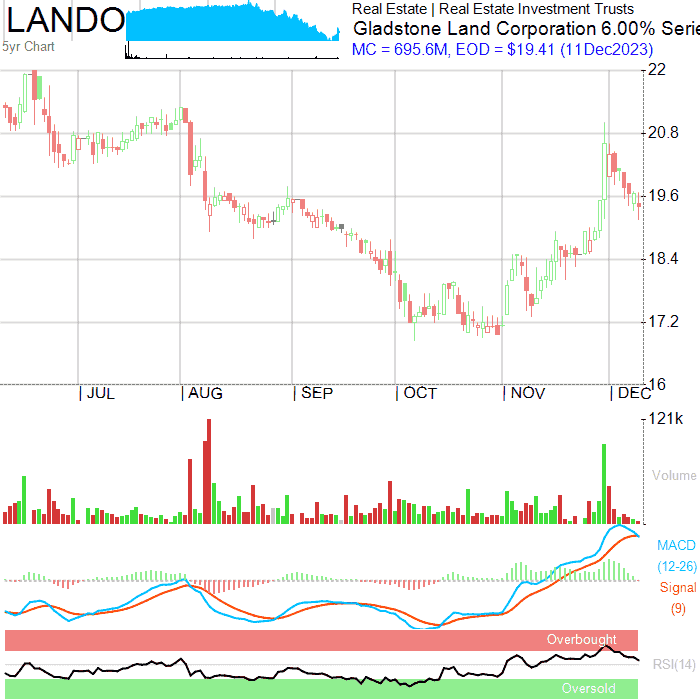 LANDO
5yr Chart
Real Estate | Real Estate Investment Trusts
Gladstone Land Corporation 6.00% Serie
MC = 695.6M, EOD = $19.41 (11Dec2023)
22
20.8
19.6
18.4
17.2
16
| JUL | AUG | SEP | OCT | NOV | DEC
121k
Volume
MACD
(12-26)
Signal
(9)
Overbought
RSI(14)
Oversold